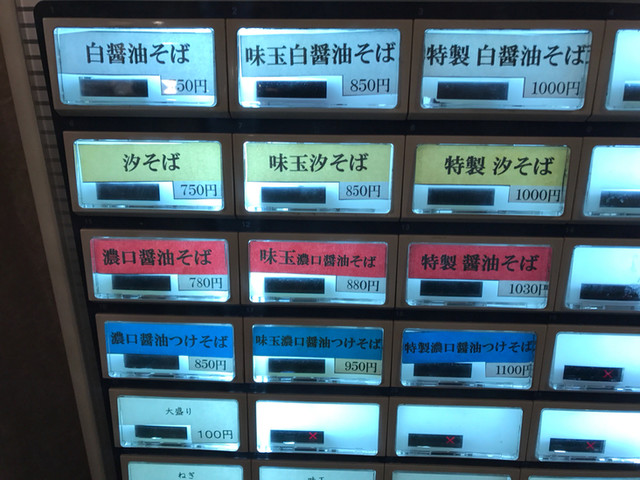 白醤油そば
50円
味玉白醤油そば
850円
特製 白醤油そば
1000円
汐そば
750円
味玉汐そば
850円
特製 汐そば
1000円
濃口醤油そば
780円
味玉濃口醤油そば
880円
特製 醤油そば
1030円
濃口醤油つけそば
850円
味玉濃口醤油つけそば
950円
特製濃口醤油つけそば
1100円
大盛り
100円
ねぎ
味玉